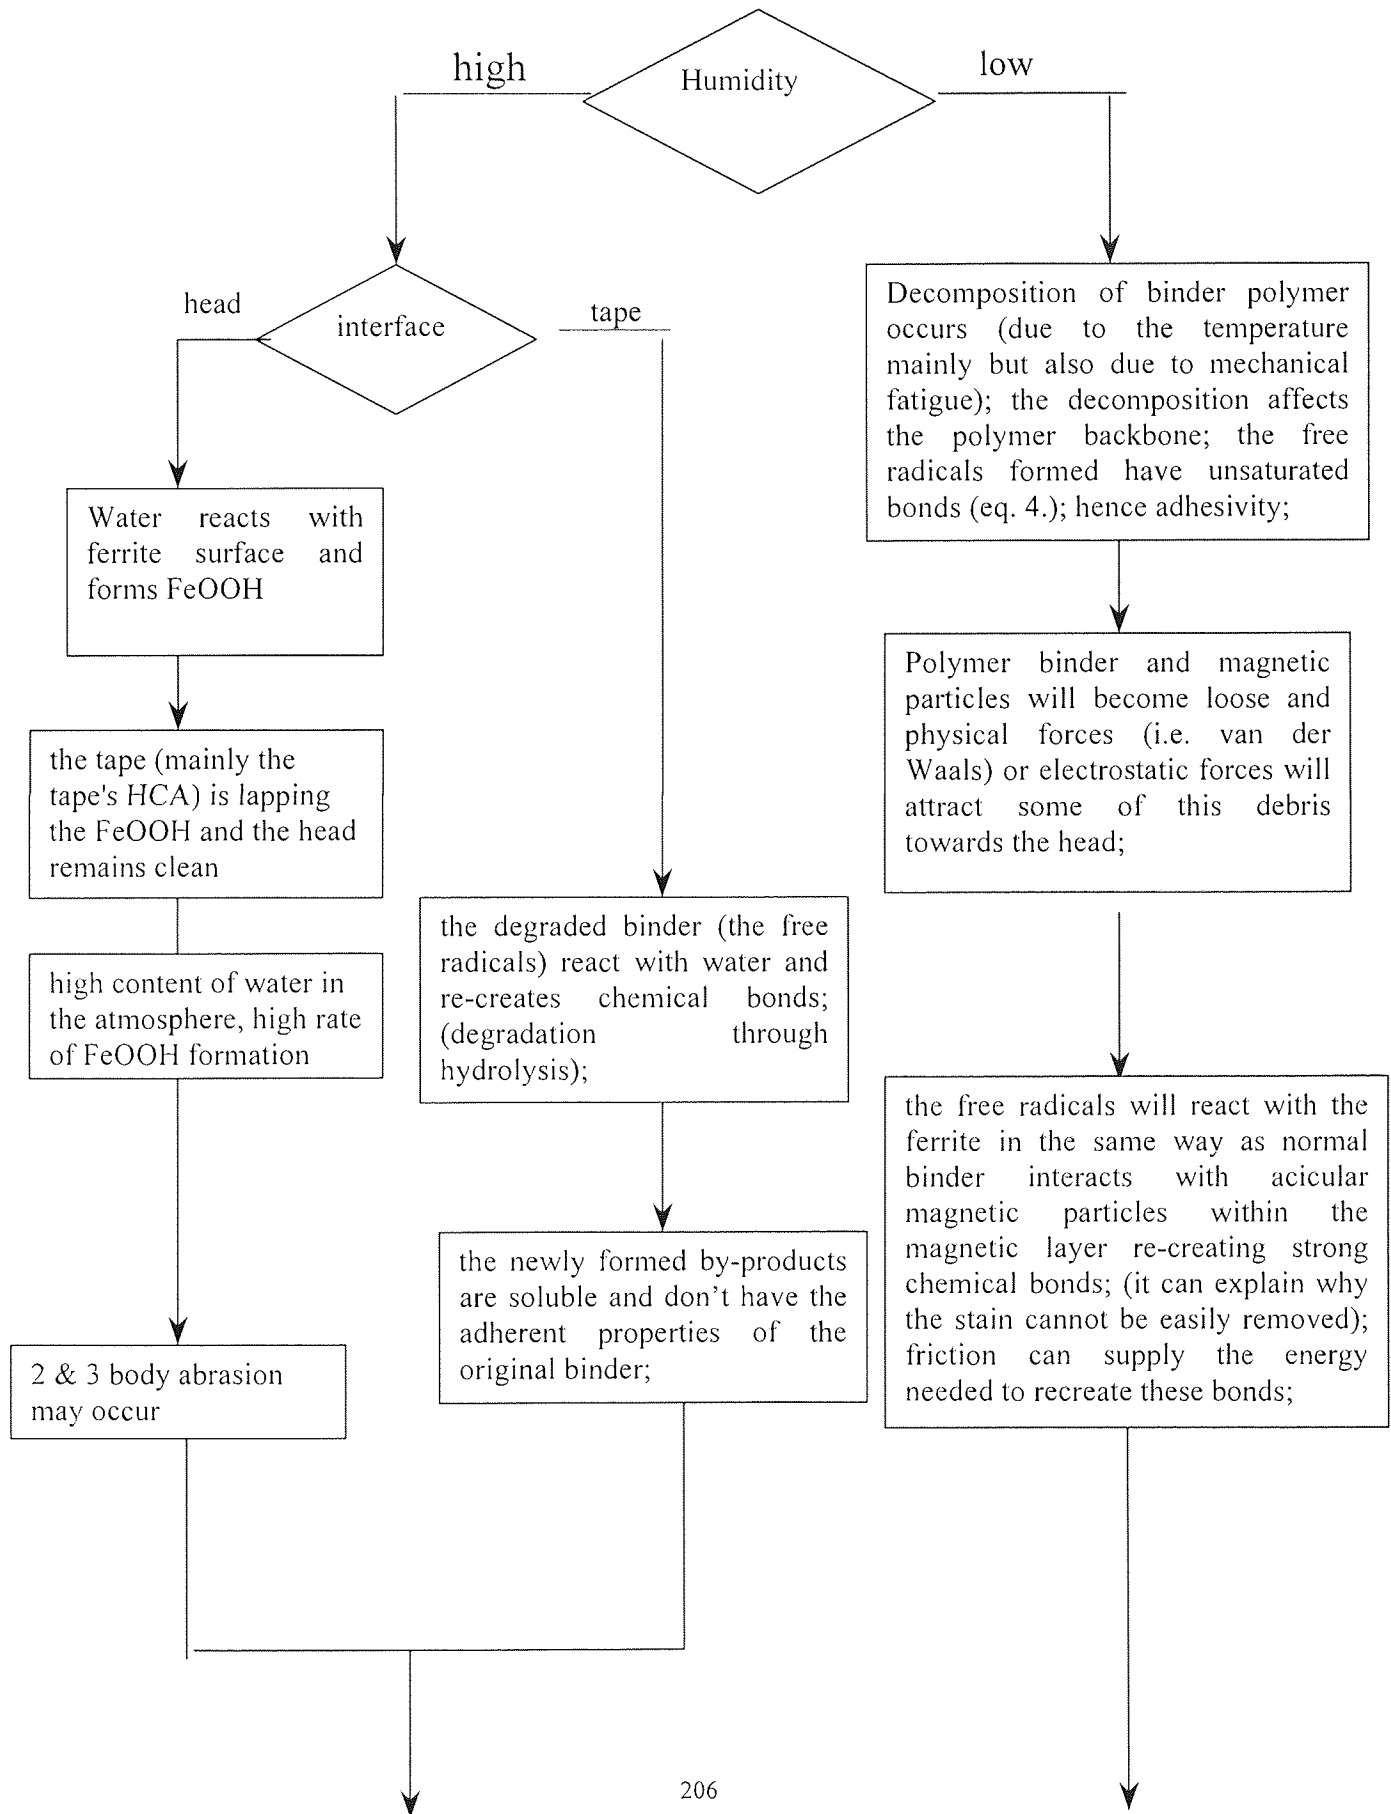 high
Humidity
low
head
interface
tape
Decomposition of binder polymer
occurs (due to the temperature
mainly but also due to mechanical
fatigue); the decomposition affects
the polymer backbone; the free
radicals formed have unsaturated
bonds (eq. 4.); hence adhesivity;
Water reacts with
ferrite surface and
forms FeOOH
Polymer binder and magnetic
particles will become loose and
physical forces (i.e. van der
Waals) or electrostatic forces will
attract some of this debris
towards the head;
the tape (mainly the
tape's HCA) is lapping
the FeOOH and the head
remains clean
the degraded binder (the free
radicals) react with water and
re-creates chemical bonds;
(degradation through
hydrolysis);
high content of water in
the atmosphere, high rate
of FeOOH formation
the free radicals will react with the
ferrite in the same way as normal
binder interacts with acicular
magnetic particles within the
magnetic layer re-creating strong
chemical bonds; (it can explain why
the stain cannot be easily removed);
friction can supply the energy
needed to recreate these bonds;
the newly formed by-products
are soluble and don't have the
adherent properties of the
original binder;
2 & 3 body abrasion
may occur
206